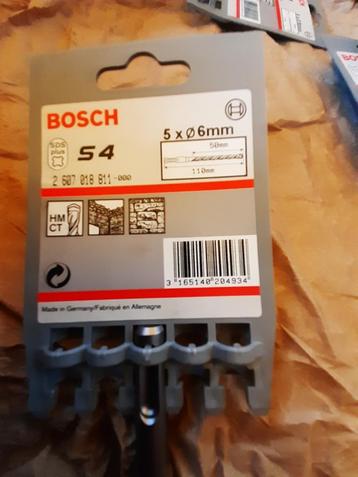 BOSCH
5 x Ø6mm
SDS
plus
S4
50mm
110mm
2 607 018 811-000
HM
CT
3 165140 204934
Made in Germany/Fabriqué en Allemagne